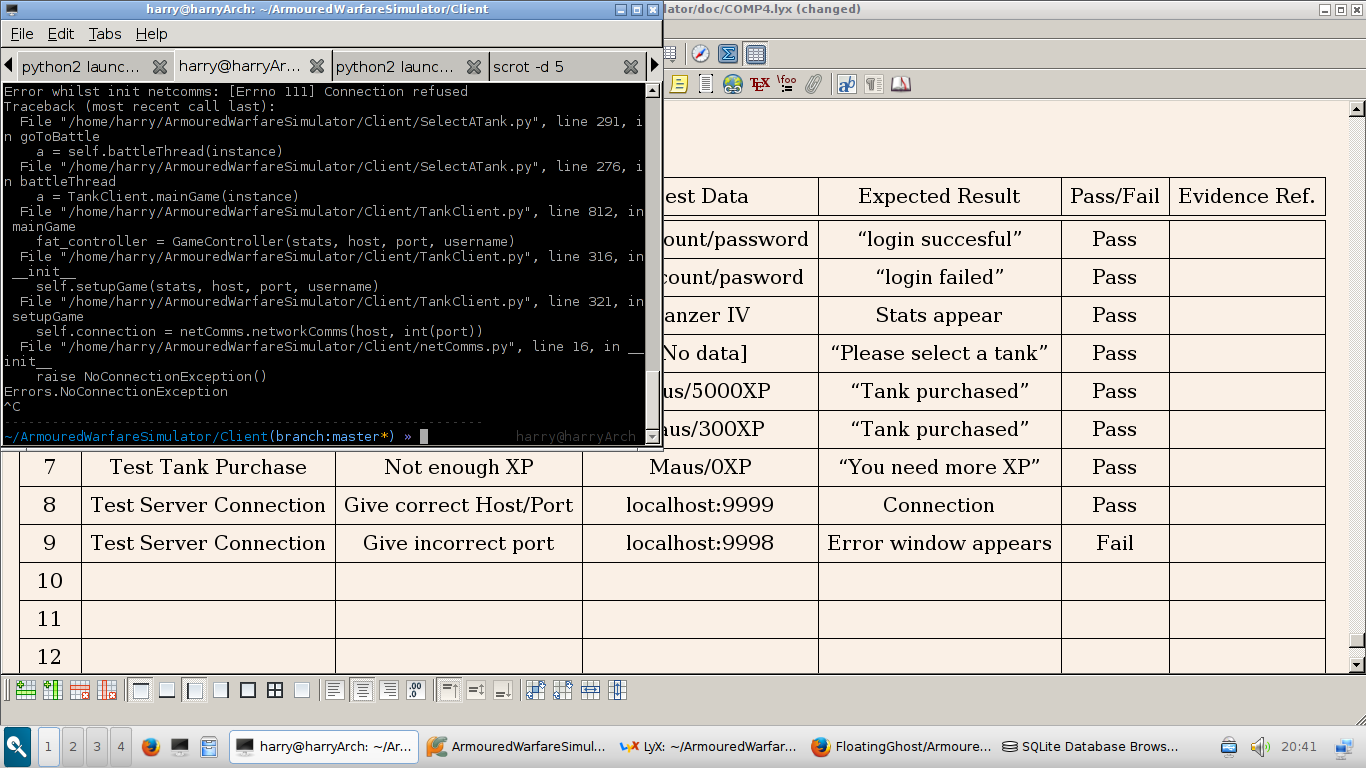 harry@harryArch: ~/ArmouredWarfareSimulator/Client
lator/doc/COMP4.lyx (changed)
File Edit Tabs Help
python2 launc... harry@harryAr... python2 launc... scrot -d 5
Error whilst init netcomms: [Errno 111] Connection refused
Traceback (most recent call last):
File "/home/harry/ArmouredWarfareSimulator/Client/SelectATank.py", line 291, i
n goToBattle
a = self.battleThread(instance)
File "/home/harry/ArmouredWarfareSimulator/Client/SelectATank.py", line 276, i
n battleThread
a = TankClient.mainGame(instance)
File "/home/harry/ArmouredWarfareSimulator/Client/TankClient.py", line 812, in
mainGame
fat_controller = GameController(stats, host, port, username)
File "/home/harry/ArmouredWarfareSimulator/Client/TankClient.py", line 316, in
__init__
self.setupGame(stats, host, port, username)
File "/home/harry/ArmouredWarfareSimulator/Client/TankClient.py", line 321, in
setupGame
self.connection = netComms.networkComms(host, int(port))
File "/home/harry/ArmouredWarfareSimulator/Client/netComms.py", line 16, in __
init__
raise NoConnectionException()
Errors.NoConnectionException
^C
~/ArmouredWarfareSimulator/Client(branch:master*) » harry@harryArch
est Data Expected Result Pass/Fail Evidence Ref.
ount/password “login succesful” Pass
count/pasword “login failed” Pass
anzer IV Stats appear Pass
No data] “Please select a tank” Pass
us/5000XP “Tank purchased” Pass
aus/300XP “Tank purchased” Pass
7 Test Tank Purchase Not enough XP Maus/0XP “You need more XP” Pass
8 Test Server Connection Give correct Host/Port localhost:9999 Connection Pass
9 Test Server Connection Give incorrect port localhost:9998 Error window appears Fail
10
11
12
1 2 3 4 harry@harryArch: ~/Ar... ArmouredWarfareSimul... LyX: ~/ArmouredWarfar... FloatingGhost/Armoure... SQLite Database Brows... 20:41